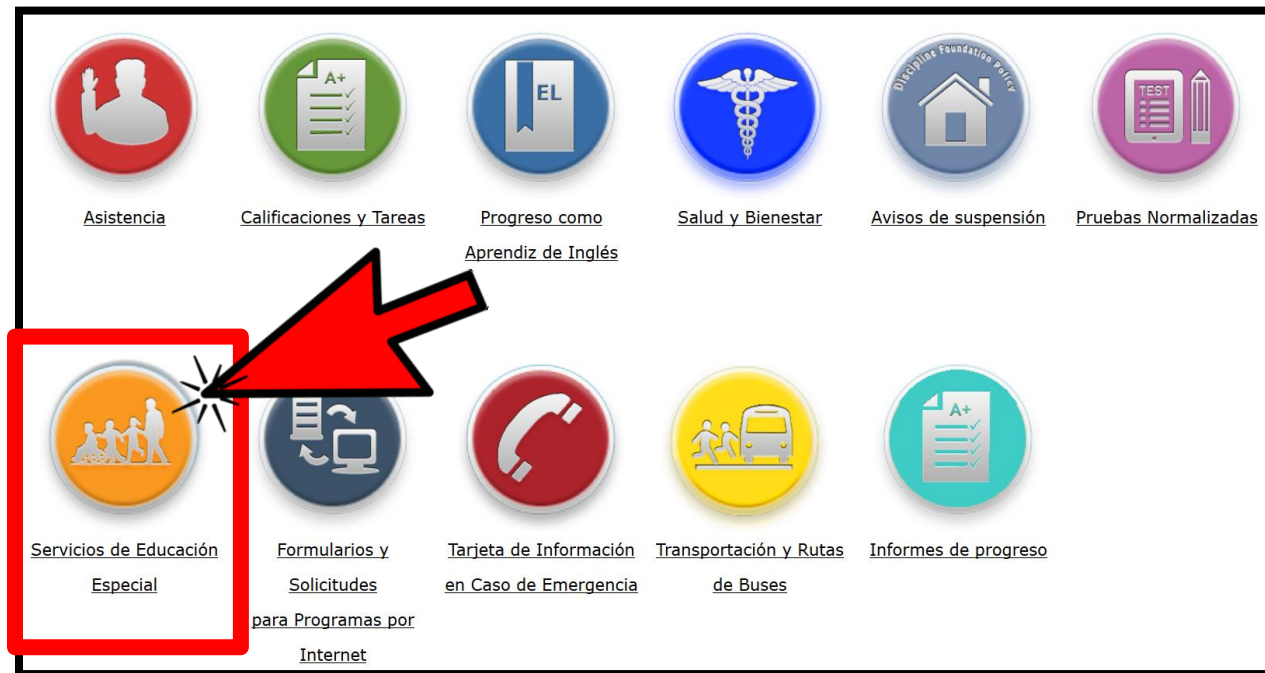 A+
EL
Discipline Foundation Policy
TEST
Asistencia
Calificaciones y Tareas
Progreso como
Aprendiz de Inglés
Salud y Bienestar
Avisos de suspensión
Pruebas Normalizadas
A+
Servicios de Educación
Especial
Formularios y
Solicitudes
para Programas por
Internet
Tarjeta de Información
en Caso de Emergencia
Transportación y Rutas
de Buses
Informes de progreso